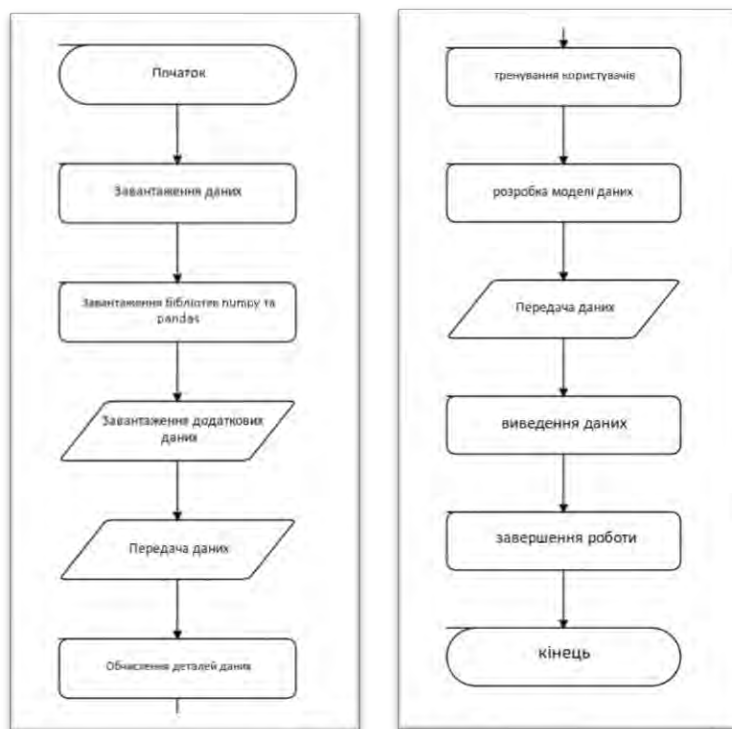 Початок
Завантаження даних
Завантаження бібліотек numpy та
pandas
Завантаження додаткових
даних
Передача даних
Обчислення деталей даних
тренування користувачів
розробка моделі даних
Передача даних
виведення даних
завершення роботи
кінець